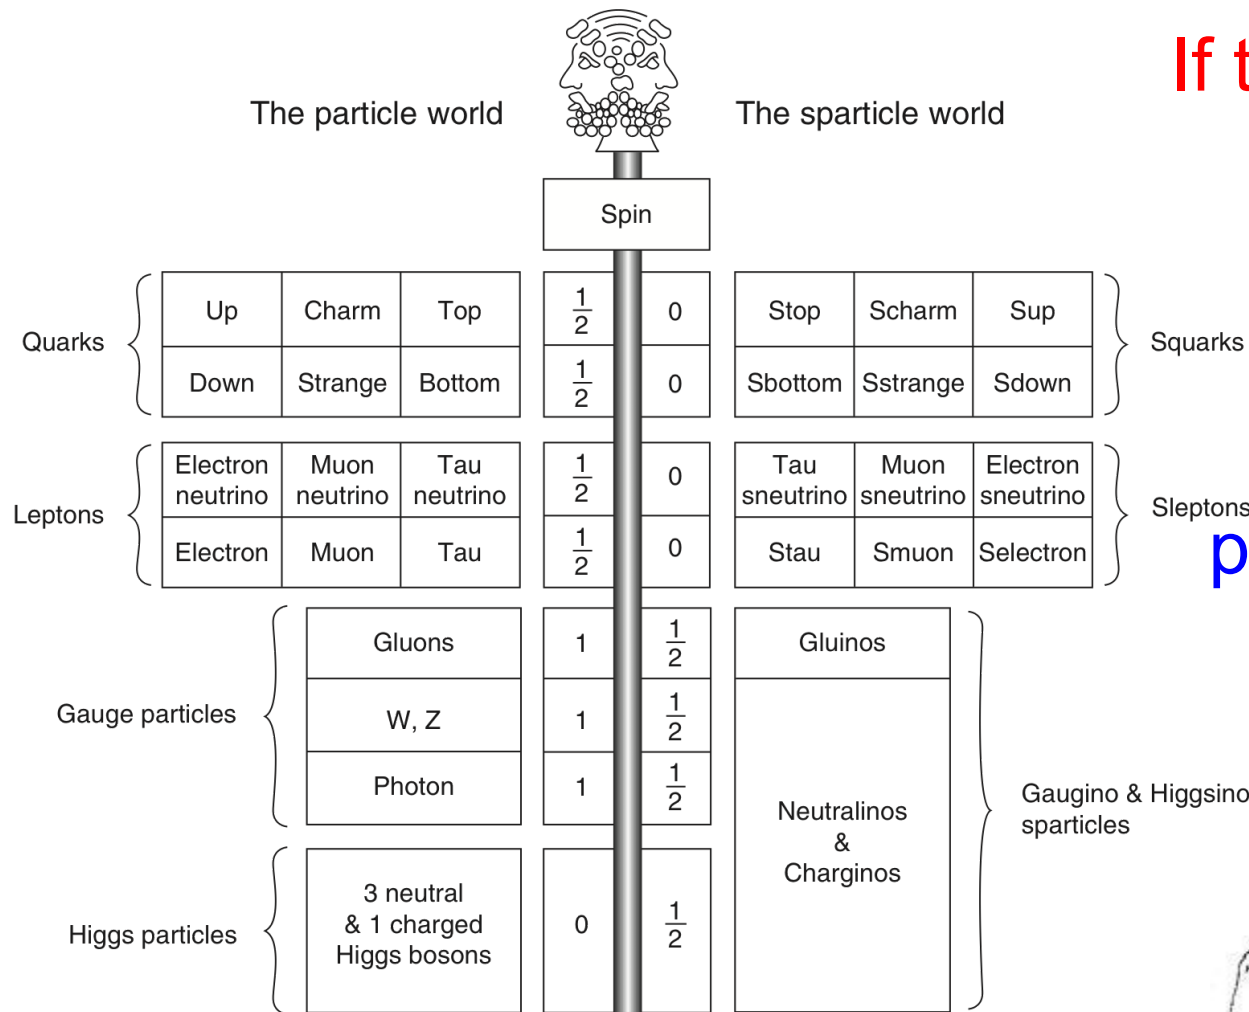 If t
The particle world
The sparticle world
Spin
Quarks
Up Charm Top 1/2 0 Stop Scharm Sup
Down Strange Bottom 1/2 0 Sbottom Sstrange Sdown
Squarks
Leptons
Electron neutrino Muon neutrino Tau neutrino 1/2 0 Tau sneutrino Muon sneutrino Electron sneutrino
Electron Muon Tau 1/2 0 Stau Smuon Selectron
Sleptons
p
Gauge particles
Gluons 1 1/2 Gluinos
W, Z 1 1/2
Photon 1 1/2
Neutralinos
&
Charginos
Gaugino & Higgsino
sparticles
Higgs particles
3 neutral
& 1 charged
Higgs bosons
0 1/2